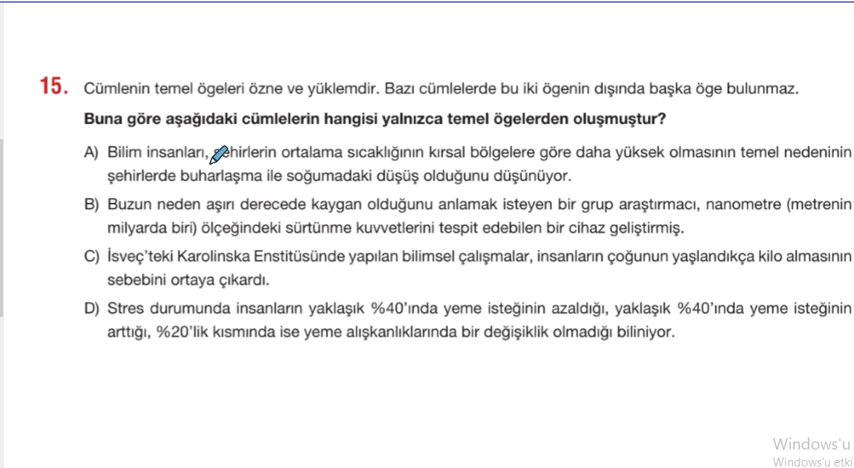 15. Cümlenin temel ögeleri özne ve yüklemdir. Bazı cümlelerde bu iki ögenin dışında başka öge bulunmaz.
Buna göre aşağıdaki cümlelerin hangisi yalnızca temel ögelerden oluşmuştur?
A) Bilim insanları, şehirlerin ortalama sıcaklığının kırsal bölgelere göre daha yüksek olmasının temel nedeninin
şehirlerde buharlaşma ile soğumadaki düşüş olduğunu düşünüyor.
B) Buzun neden aşırı derecede kaygan olduğunu anlamak isteyen bir grup araştırmacı, nanometre (metrenin
milyarda biri) ölçeğindeki sürtünme kuvvetlerini tespit edebilen bir cihaz geliştirmiş.
C) İsveç'teki Karolinska Enstitüsünde yapılan bilimsel çalışmalar, insanların çoğunun yaşlandıkça kilo almasının
sebebini ortaya çıkardı.
D) Stres durumunda insanların yaklaşık %40'ında yeme isteğinin azaldığı, yaklaşık %40'ında yeme isteğinin
arttığı, %20'lik kısmında ise yeme alışkanlıklarında bir değişiklik olmadığı biliniyor.
Windows'u
Windows'u etki